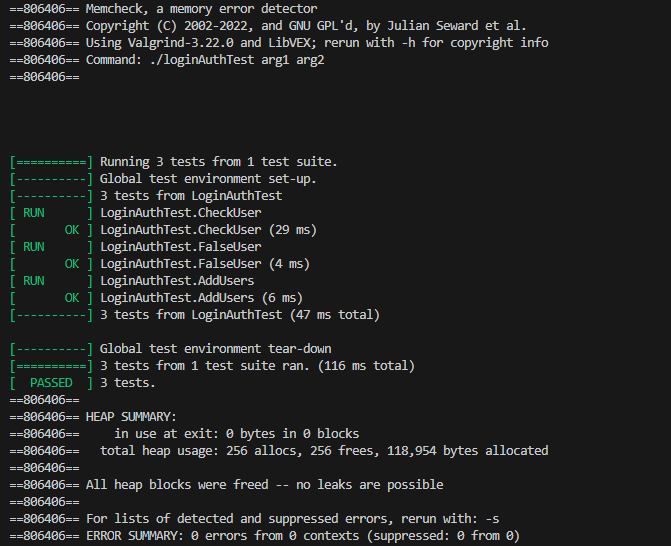 ==806406== Memcheck, a memory error detector
==806406== Copyright (C) 2002-2022, and GNU GPL'd, by Julian Seward et al.
==806406== Using Valgrind-3.22.0 and LibVEX; rerun with -h for copyright info
==806406== Command: ./loginAuthTest arg1 arg2
==806406==
[==========] Running 3 tests from 1 test suite.
[----------] Global test environment set-up.
[----------] 3 tests from LoginAuthTest
[ RUN      ] LoginAuthTest.CheckUser
[       OK ] LoginAuthTest.CheckUser (29 ms)
[ RUN      ] LoginAuthTest.FalseUser
[       OK ] LoginAuthTest.FalseUser (4 ms)
[ RUN      ] LoginAuthTest.AddUsers
[       OK ] LoginAuthTest.AddUsers (6 ms)
[----------] 3 tests from LoginAuthTest (47 ms total)
[----------] Global test environment tear-down
[==========] 3 tests from 1 test suite ran. (116 ms total)
[  PASSED  ] 3 tests.
==806406==
==806406== HEAP SUMMARY:
==806406==     in use at exit: 0 bytes in 0 blocks
==806406==   total heap usage: 256 allocs, 256 frees, 118,954 bytes allocated
==806406==
==806406== All heap blocks were freed -- no leaks are possible
==806406==
==806406== For lists of detected and suppressed errors, rerun with: -s
==806406== ERROR SUMMARY: 0 errors from 0 contexts (suppressed: 0 from 0)